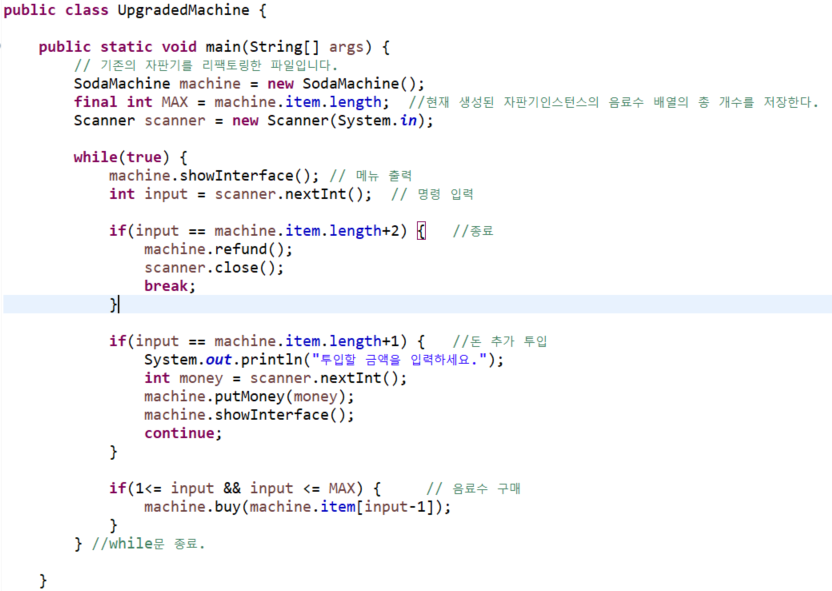 public class UpgradedMachine {
public static void main(String[] args) {
// 기존의 자판기를 리팩토링한 파일입니다.
SodaMachine machine = new SodaMachine();
final int MAX = machine.item.length;  //현재 생성된 자판기인스턴스의 음료수 배열의 총 개수를 저장한다.
Scanner scanner = new Scanner(System.in);
while(true) {
machine.showInterface(); // 메뉴 출력
int input = scanner.nextInt();  // 명령 입력
if(input == machine.item.length+2) {   //종료
machine.refund();
scanner.close();
break;
}
if(input == machine.item.length+1) {   //돈 추가 투입
System.out.println("투입할 금액을 입력하세요.");
int money = scanner.nextInt();
machine.putMoney(money);
machine.showInterface();
continue;
}
if(1<= input && input <= MAX) {     // 음료수 구매
machine.buy(machine.item[input-1]);
}
} //while문 종료.
}